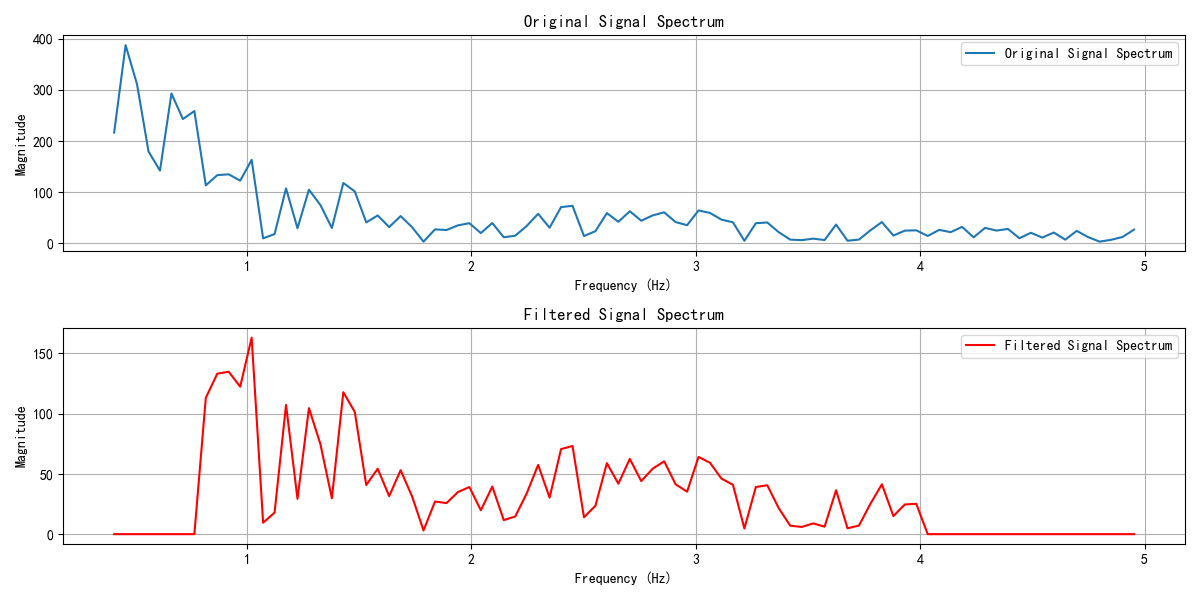 Original Signal Spectrum
400
300
200
100
0
Magnitude
Original Signal Spectrum
1
2
3
4
5
Frequency (Hz)
Filtered Signal Spectrum
150
100
50
0
Magnitude
Filtered Signal Spectrum
1
2
3
4
5
Frequency (Hz)